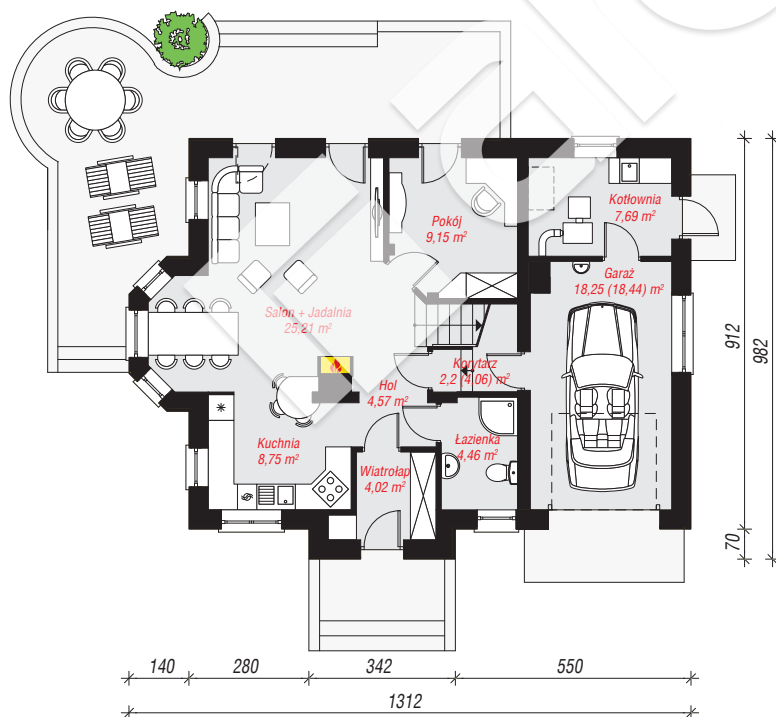 Pokój
9,15 m²
Kotłownia
7,69 m²
Garaż
18,25 (18,44) m²
Salon + Jadalnia
25,21 m²
Korytarz
2,2 (4,06) m²
Hol
4,57 m²
Kuchnia
8,75 m²
Łazienka
4,46 m²
Wiatrołap
4,02 m²
912
982
70
140
280
342
550
1312